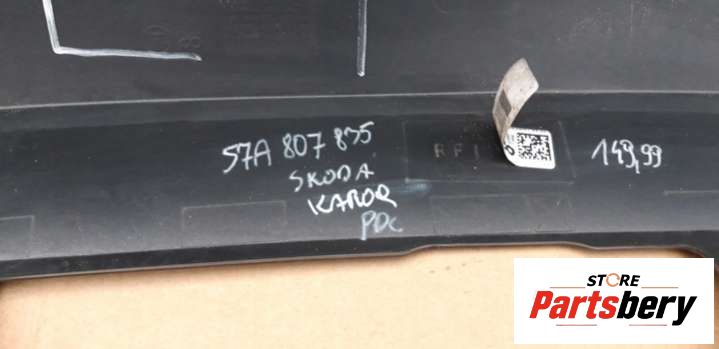 57A 807 835
SKODA
KAROQ
PDC
149,99
STORE
Partsbery